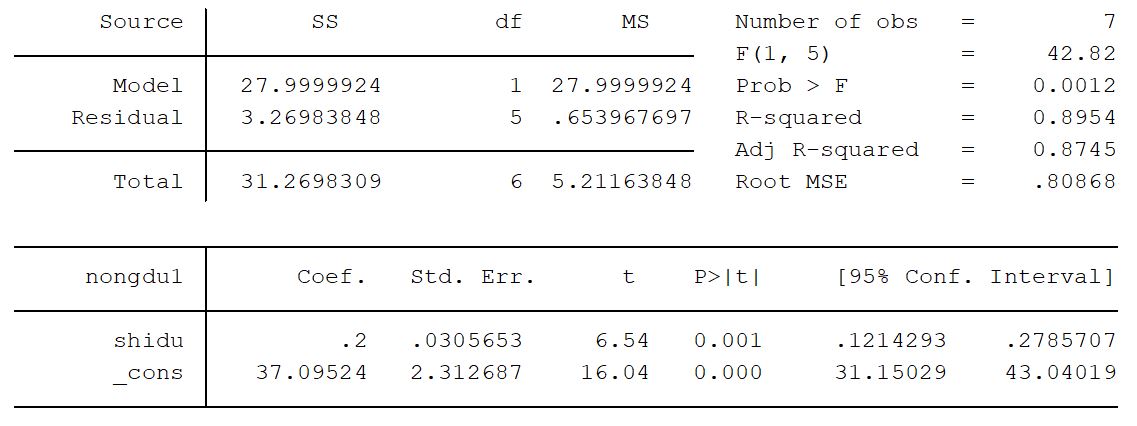 Source SS df MS Number of obs = 7
F(1, 5) = 42.82
Model 27.9999924 1 27.9999924 Prob > F = 0.0012
Residual 3.26983848 5 .653967697 R-squared = 0.8954
Adj R-squared = 0.8745
Total 31.2698309 6 5.21163848 Root MSE = .80868
nongdu1 Coef. Std. Err. t P>|t| [95% Conf. Interval]
shidu .2 .0305653 6.54 0.001 .1214293 .2785707
_cons 37.09524 2.312687 16.04 0.000 31.15029 43.04019